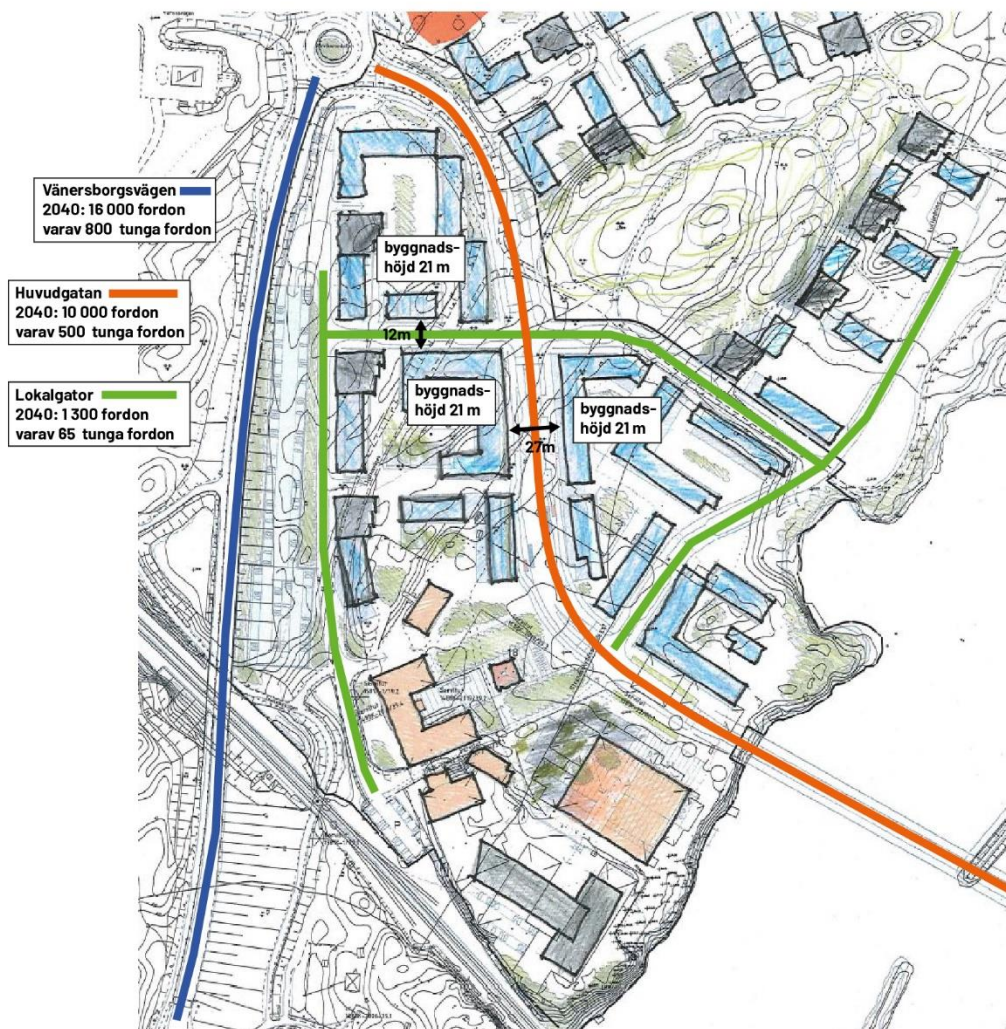 Vänersborgsvägen
2040: 16 000 fordon
varav 800 tunga fordon
Huvudgatan
2040: 10 000 fordon
varav 500 tunga fordon
Lokalgator
2040: 1 300 fordon
varav 65 tunga fordon
byggnads-
höjd 21 m
12m
byggnads-
höjd 21 m
byggnads-
höjd 21 m
27m